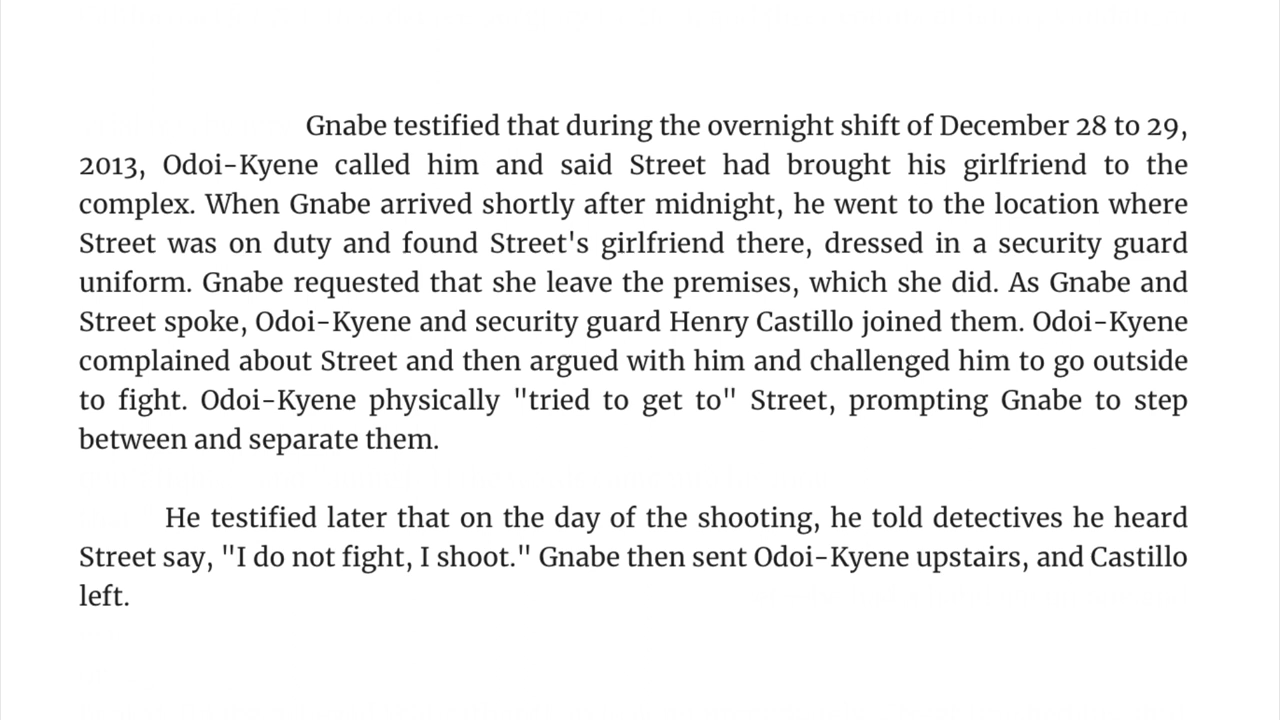 Gnabe testified that during the overnight shift of December 28 to 29,
2013, Odoi-Kyene called him and said Street had brought his girlfriend to the
complex. When Gnabe arrived shortly after midnight, he went to the location where
Street was on duty and found Street's girlfriend there, dressed in a security guard
uniform. Gnabe requested that she leave the premises, which she did. As Gnabe and
Street spoke, Odoi-Kyene and security guard Henry Castillo joined them. Odoi-Kyene
complained about Street and then argued with him and challenged him to go outside
to fight. Odoi-Kyene physically "tried to get to" Street, prompting Gnabe to step
between and separate them.
He testified later that on the day of the shooting, he told detectives he heard
Street say, "I do not fight, I shoot." Gnabe then sent Odoi-Kyene upstairs, and Castillo
left.